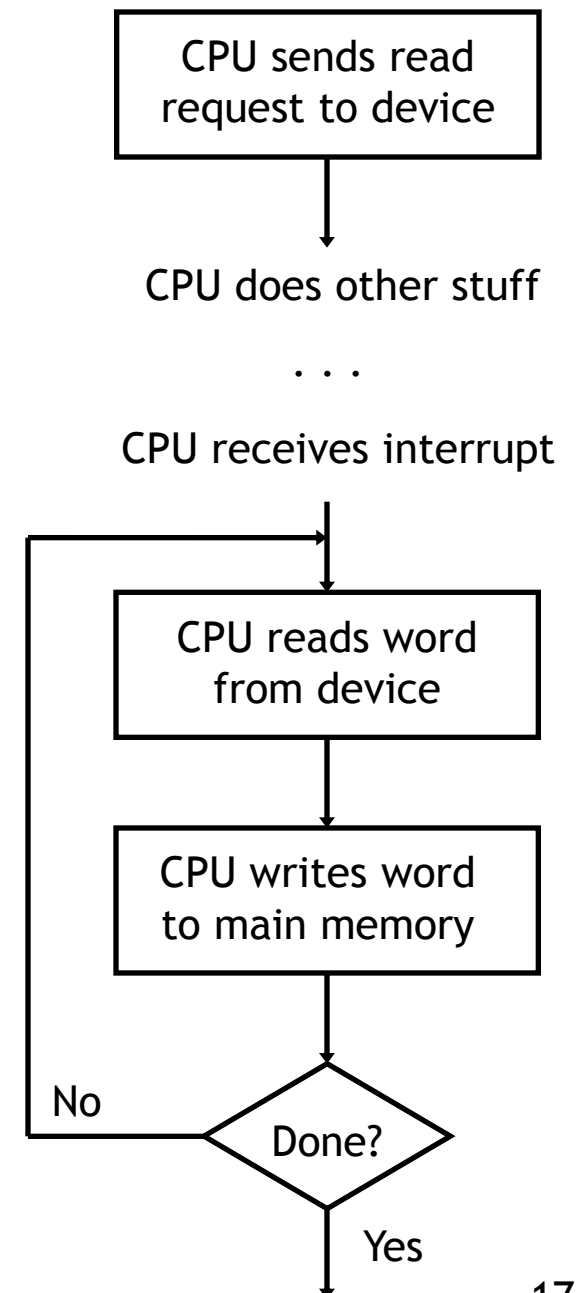 CPU sends read
request to device
CPU does other stuff
. . .
CPU receives interrupt
CPU reads word
from device
CPU writes word
to main memory
No
Done?
Yes
17